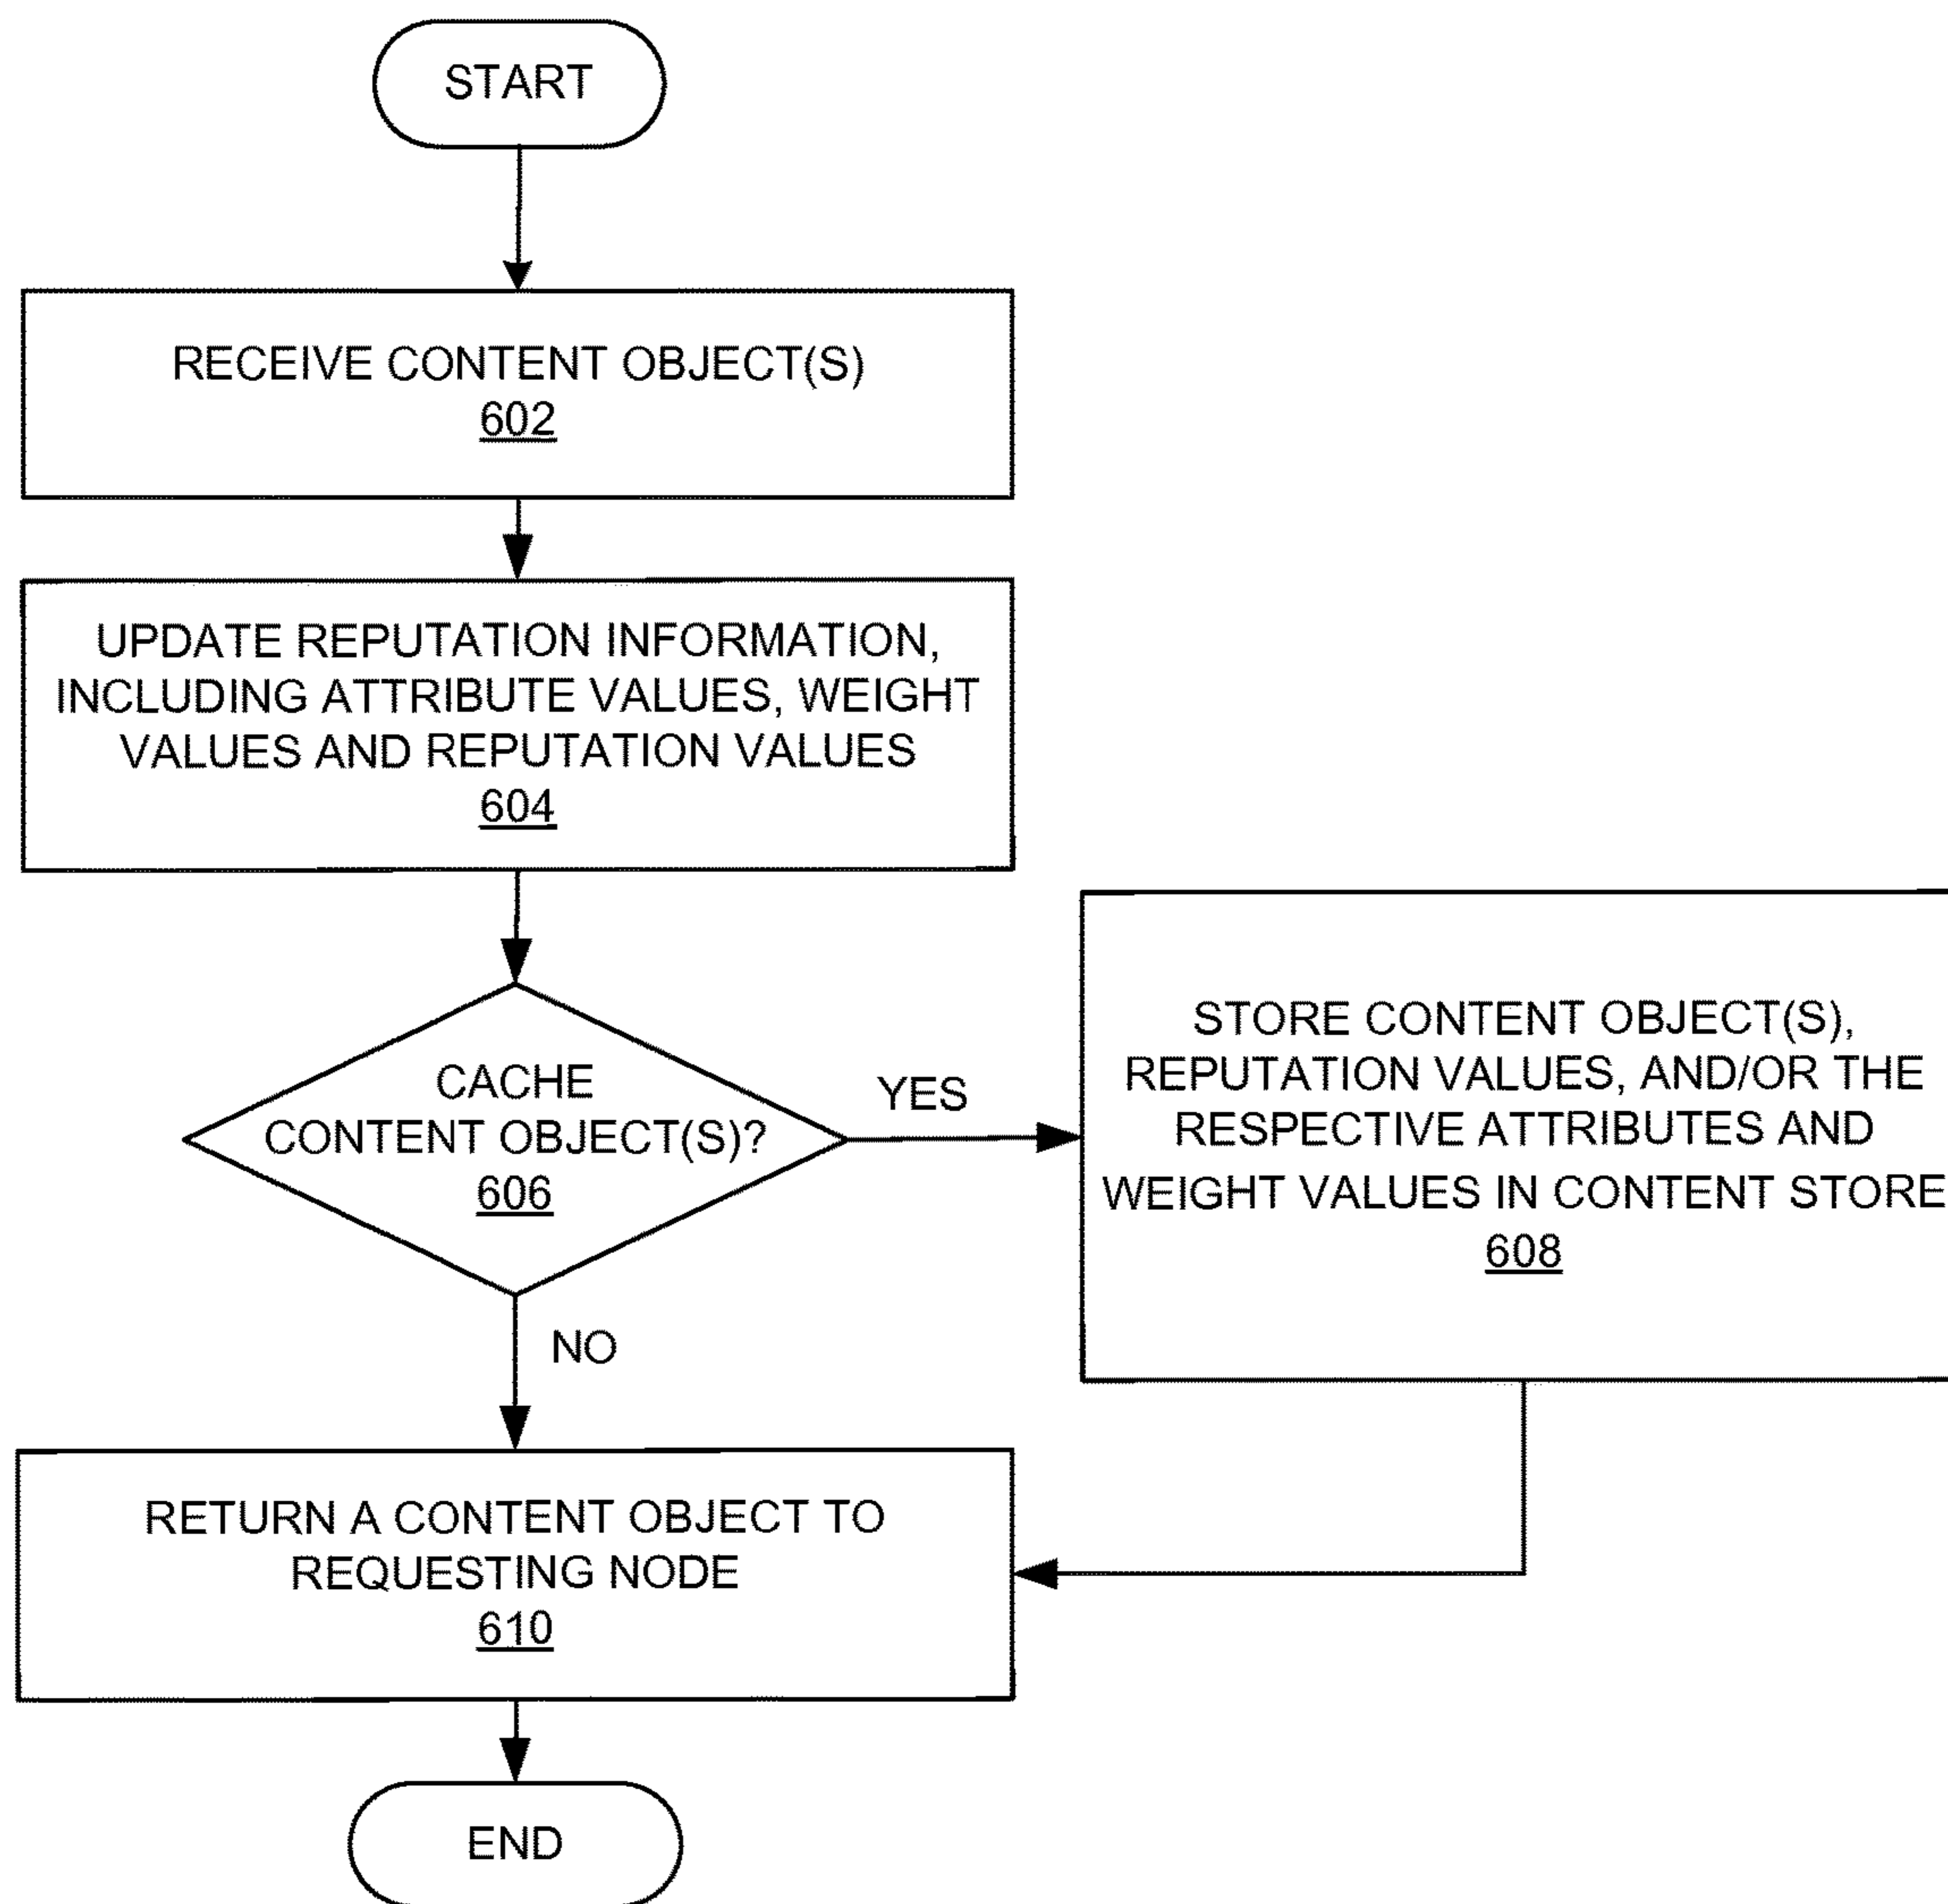 START
RECEIVE CONTENT OBJECT(S)
602
UPDATE REPUTATION INFORMATION,
INCLUDING ATTRIBUTE VALUES, WEIGHT
VALUES AND REPUTATION VALUES
604
CACHE
CONTENT OBJECT(S)?
606
YES
STORE CONTENT OBJECT(S),
REPUTATION VALUES, AND/OR THE
RESPECTIVE ATTRIBUTES AND
WEIGHT VALUES IN CONTENT STORE
608
NO
RETURN A CONTENT OBJECT TO
REQUESTING NODE
610
END